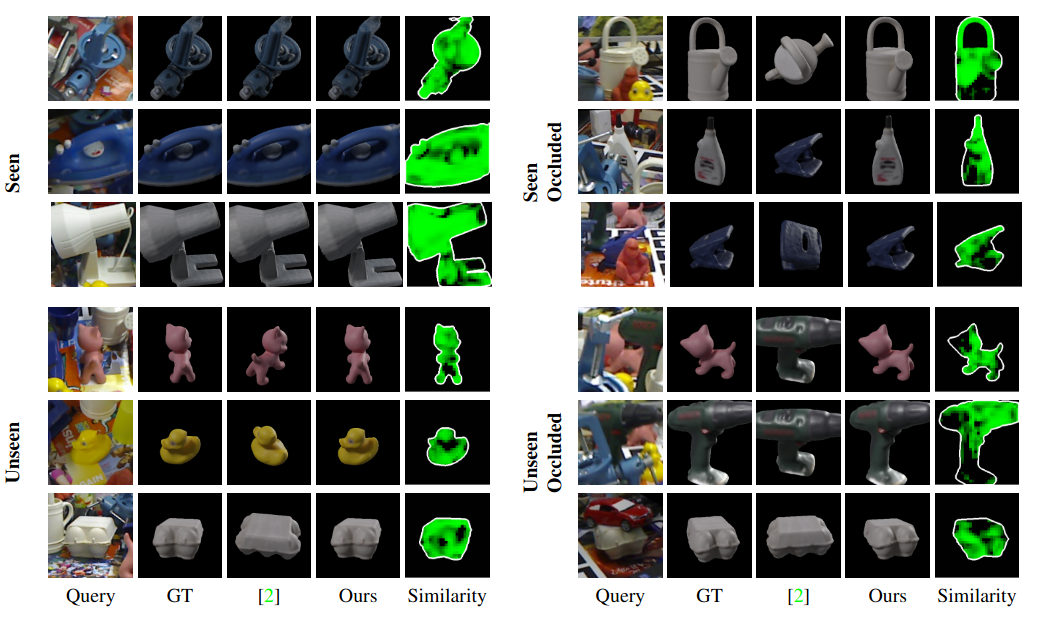 Seen
Seen
Occluded
Unseen
Unseen
Occluded
Query GT [2] Ours Similarity
Query GT [2] Ours Similarity